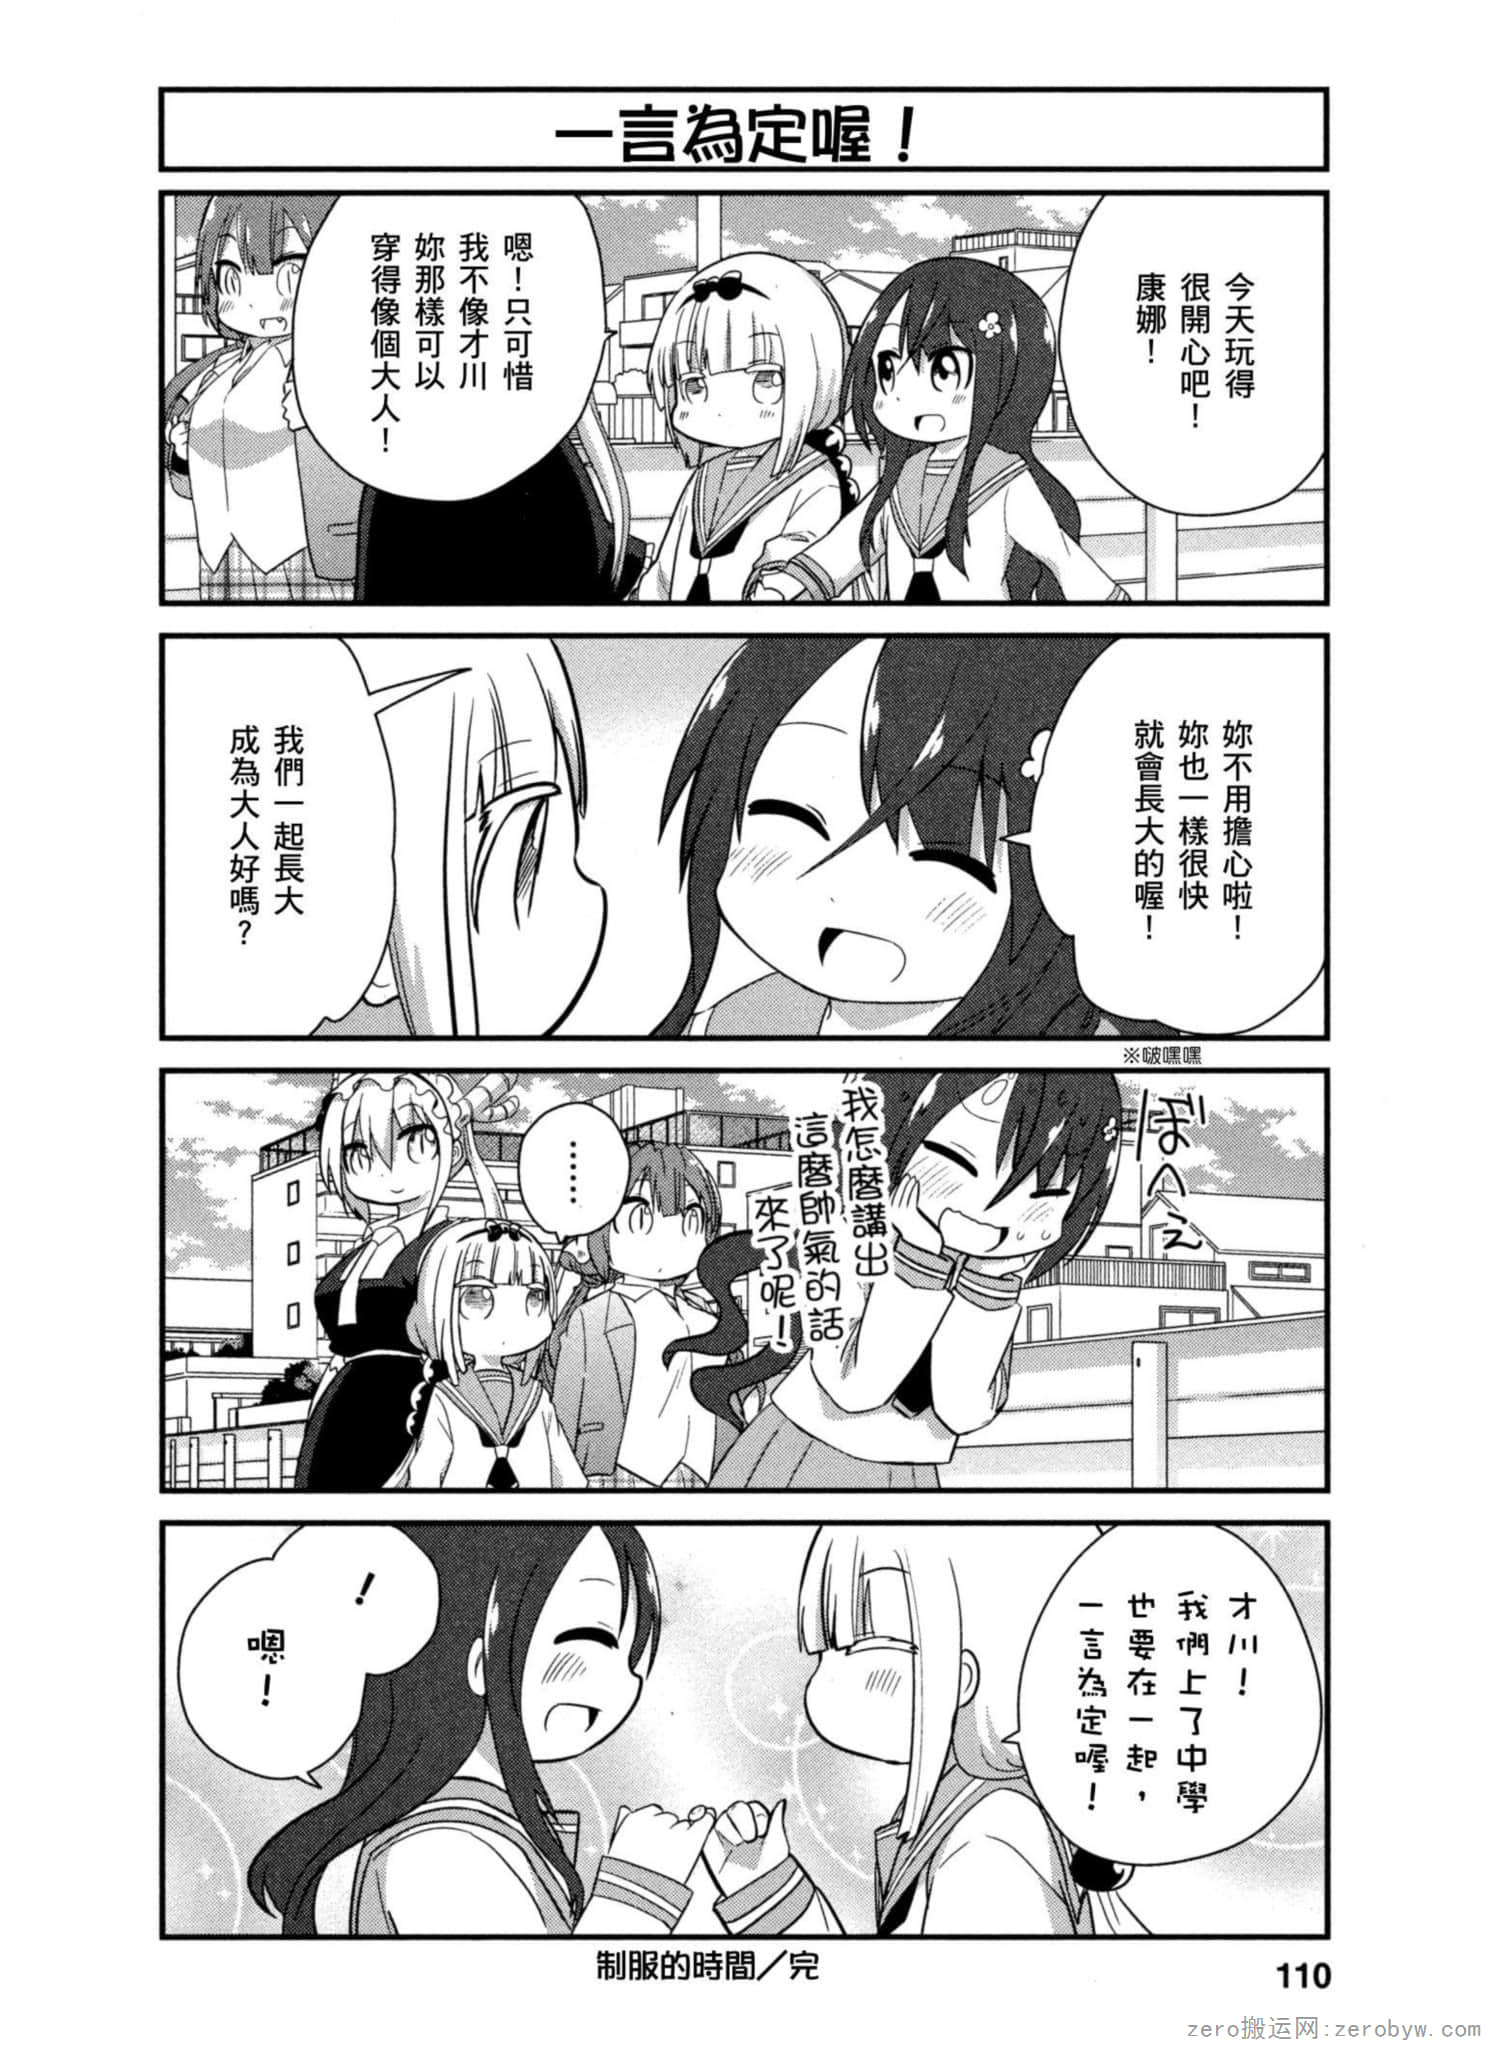 一言為定喔！
今天玩得
很開心吧！
康娜！
嗯！只可惜
我不像才川
妳那樣可以
穿得像個大人！
妳不用擔心啦！
妳也一樣很快
就會長大的喔！
我們一起長大
成為大人好嗎？
※啵嘿嘿
ぼへえ
我怎麼講出
這麼帥氣的話
來了呢！
……
才川！
我們上了中學
也要在一起，
一言為定喔！
！
嗯！
制服的時間／完
110
zero搬运网:zerobyw.com